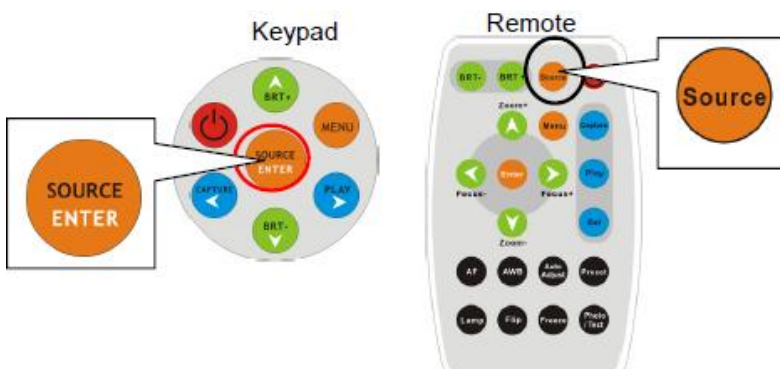 Keypad
Remote
BRT+
MENU
SOURCE
ENTER
CAPTURE
PLAY
BRT-
SOURCE
ENTER
BRT-
BRT+
Source
Source
Zoom+
Menu
Capture
Enter
Play
Focus-
Focus+
Del
Zoom-
AF
AWB
Auto
Adjust
Preset
Lamp
Flip
Freeze
Photo
/Text